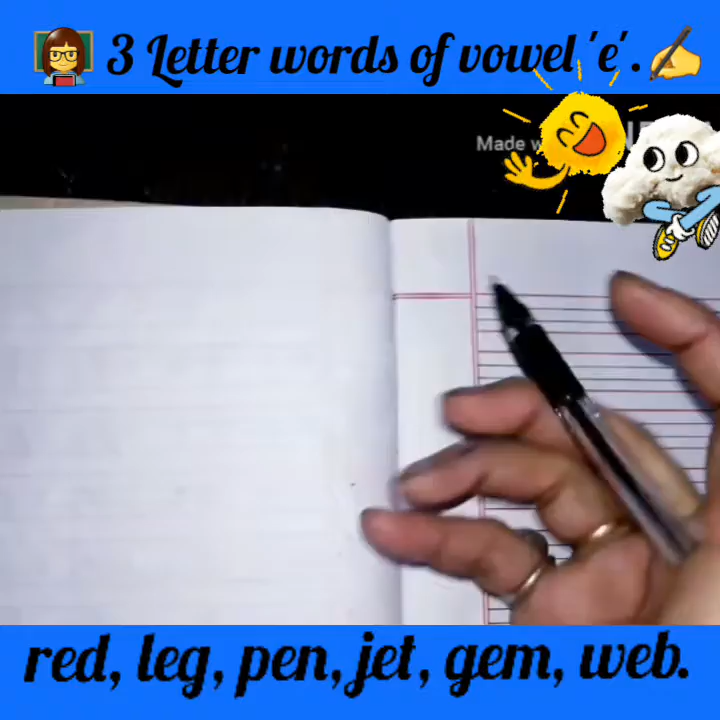 3 Letter words of vowel 'e'.
Made
red, leg, pen, jet, gem, web.